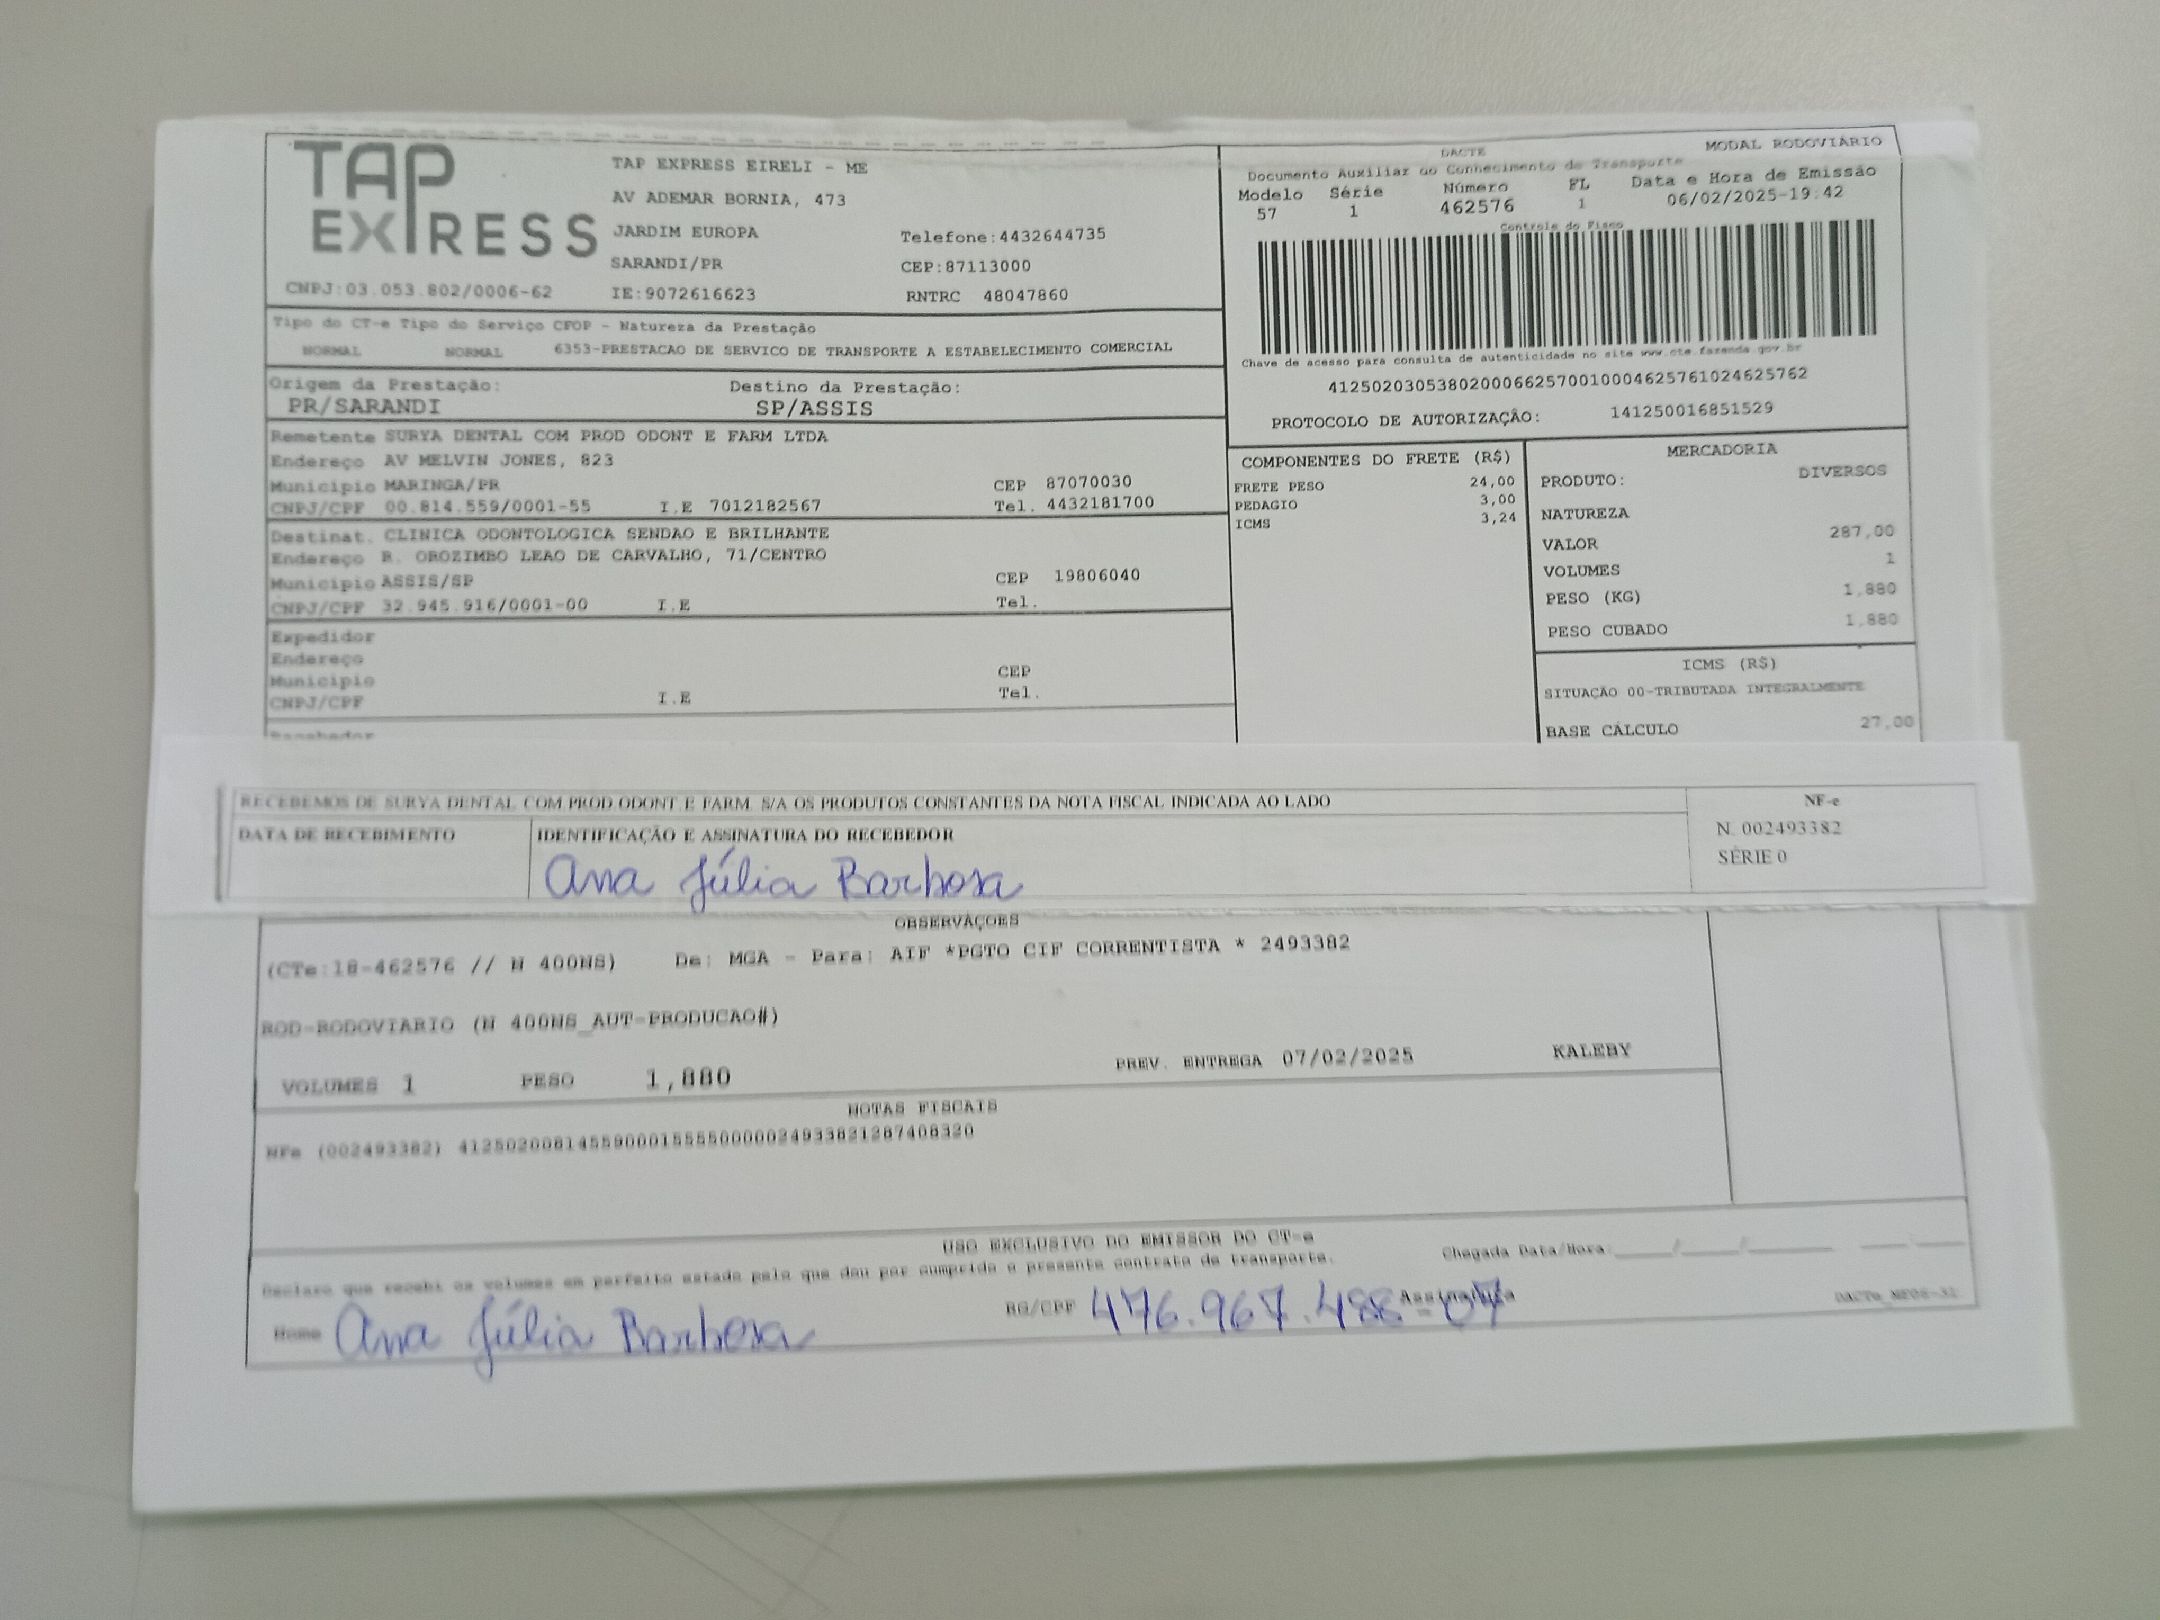 TAP EXPRESS
TAP EXPRESS EIRELI - ME
AV ADEMAR BORNIA, 473
JARDIM EUROPA Telefone:4432644735
SARANDI/PR CEP:87113000
CNPJ:03.053.802/0006-62 IE:9072616623 RNTRC 48047860
Tipo do CT-e Tipo do Serviço CFOP - Natureza da Prestação
NORMAL NORMAL 6353-PRESTACAO DE SERVICO DE TRANSPORTE A ESTABELECIMENTO COMERCIAL
Origem da Prestação: Destino da Prestação:
PR/SARANDI SP/ASSIS
Remetente SURYA DENTAL COM PROD ODONT E FARM LTDA
Endereço AV MELVIN JONES, 823
Municipio MARINGA/PR CEP 87070030
CNPJ/CPF 00.814.559/0001-55 I.E 7012182567 Tel. 4432181700
Destinat. CLINICA ODONTOLOGICA SENDAO E BRILHANTE
Endereço R. OROZIMBO LEAO DE CARVALHO, 71/CENTRO
Municipio ASSIS/SP CEP 19806040
CNPJ/CPF 32.945.916/0001-00 I.E Tel.
Expedidor
Endereço
Municipio CEP
CNPJ/CPF I.E Tel.
DACTE MODAL RODOVIÁRIO
Documento Auxiliar do Conhecimento de Transporte
Modelo Série Número FL Data e Hora de Emissão
57 1 462576 1 06/02/2025-19:42
Controle do Fisco
Chave de acesso para consulta de autenticidade no site www.cte.fazenda.gov.br
41250203053802000662570010004625761024625762
PROTOCOLO DE AUTORIZAÇÃO: 141250016851529
COMPONENTES DO FRETE (R$)
FRETE PESO 24,00
PEDAGIO 3,00
ICMS 3,24
MERCADORIA
PRODUTO: DIVERSOS
NATUREZA
VALOR 287,00
VOLUMES 1
PESO (KG) 1,880
PESO CUBADO 1,880
ICMS (R$)
SITUAÇÃO 00-TRIBUTADA INTEGRALMENTE
BASE CÁLCULO 27,00
RECEBEMOS DE SURYA DENTAL COM PROD ODONT E FARM. S/A OS PRODUTOS CONSTANTES DA NOTA FISCAL INDICADA AO LADO
DATA DE RECEBIMENTO IDENTIFICAÇÃO E ASSINATURA DO RECEBEDOR
Ana Júlia Barbosa
NF-e
N. 002493382
SÉRIE 0
OBSERVAÇOES
(CTe:18-462576 // N 400NS) De: MGA - Para: AIF *PGTO CIF CORRENTISTA * 2493382
ROD-RODOVIARIO (N 400NS_AUT-PRODUCAO#)
VOLUMES 1 PESO 1,880 PREV. ENTREGA 07/02/2025 KALEBY
NOTAS FISCAIS
NFe (002493382) 41250200814559000155550000024933821287408320
USO EXCLUSIVO DO EMISSOR DO CT-e
Declaro que recebi os volumes em perfeito estado pelo que dou por cumprido o presente contrato de transporte. Chegada Data/Hora:____/____/____ ____:____
Nome Ana Júlia Barbosa RG/CPF 476.967.488-07 Assinatura